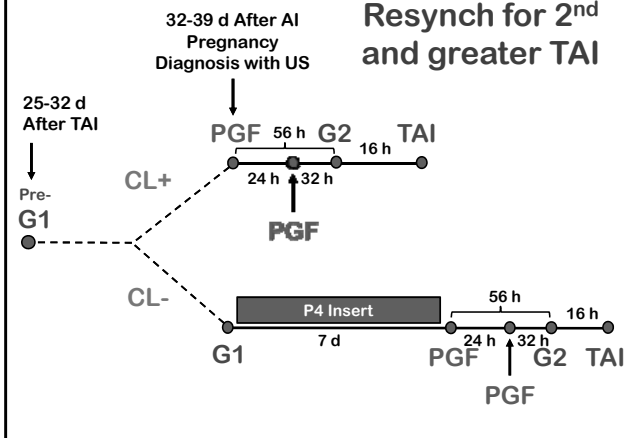 Resynch for 2nd
and greater TAI
32-39 d After AI
Pregnancy
Diagnosis with US
25-32 d
After TAI
PGF
56 h
G2
TAI
16 h
24 h
32 h
PGF
CL+
Pre-
G1
CL-
P4 Insert
56 h
16 h
G1
7 d
PGF
24 h
32 h
G2
TAI
PGF